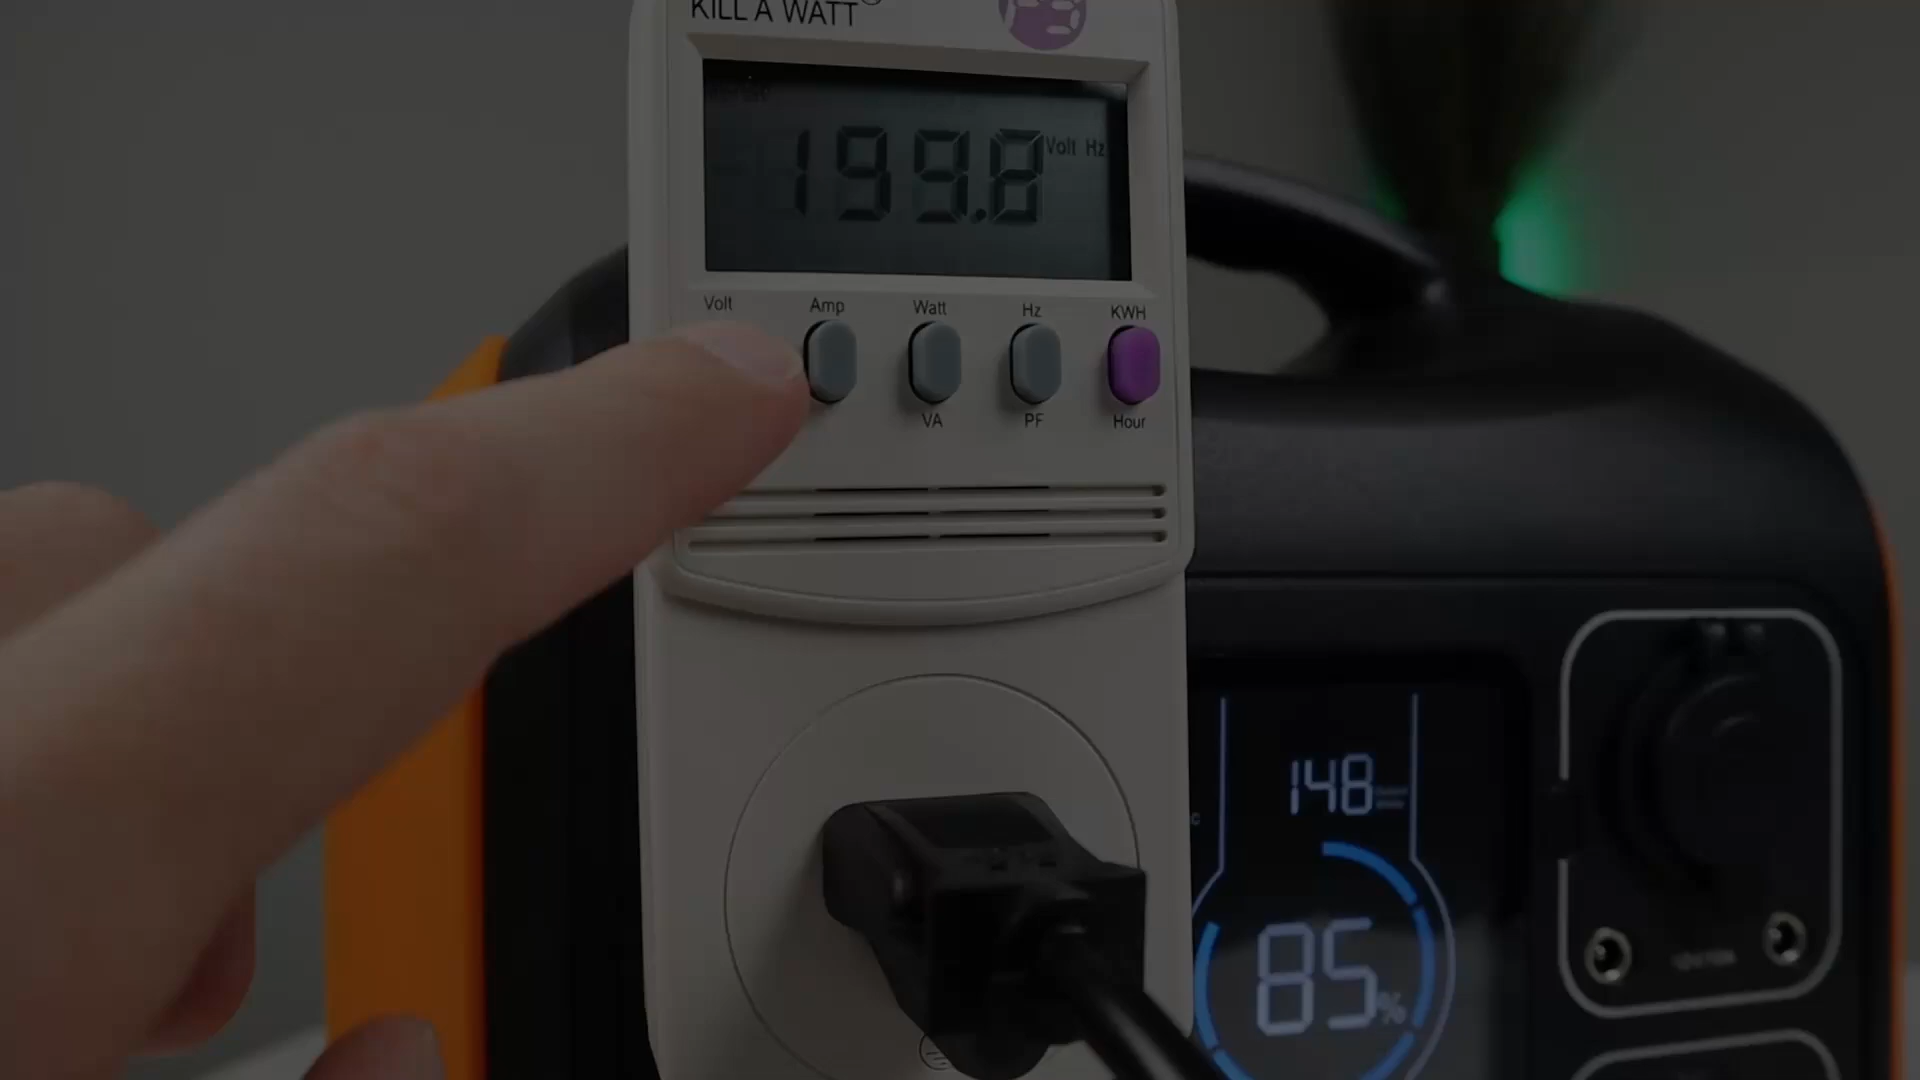 KILL A WATT®
199.8 Volt Hz
Volt Amp Watt Hz KWH
VA PF Hour
148
85%